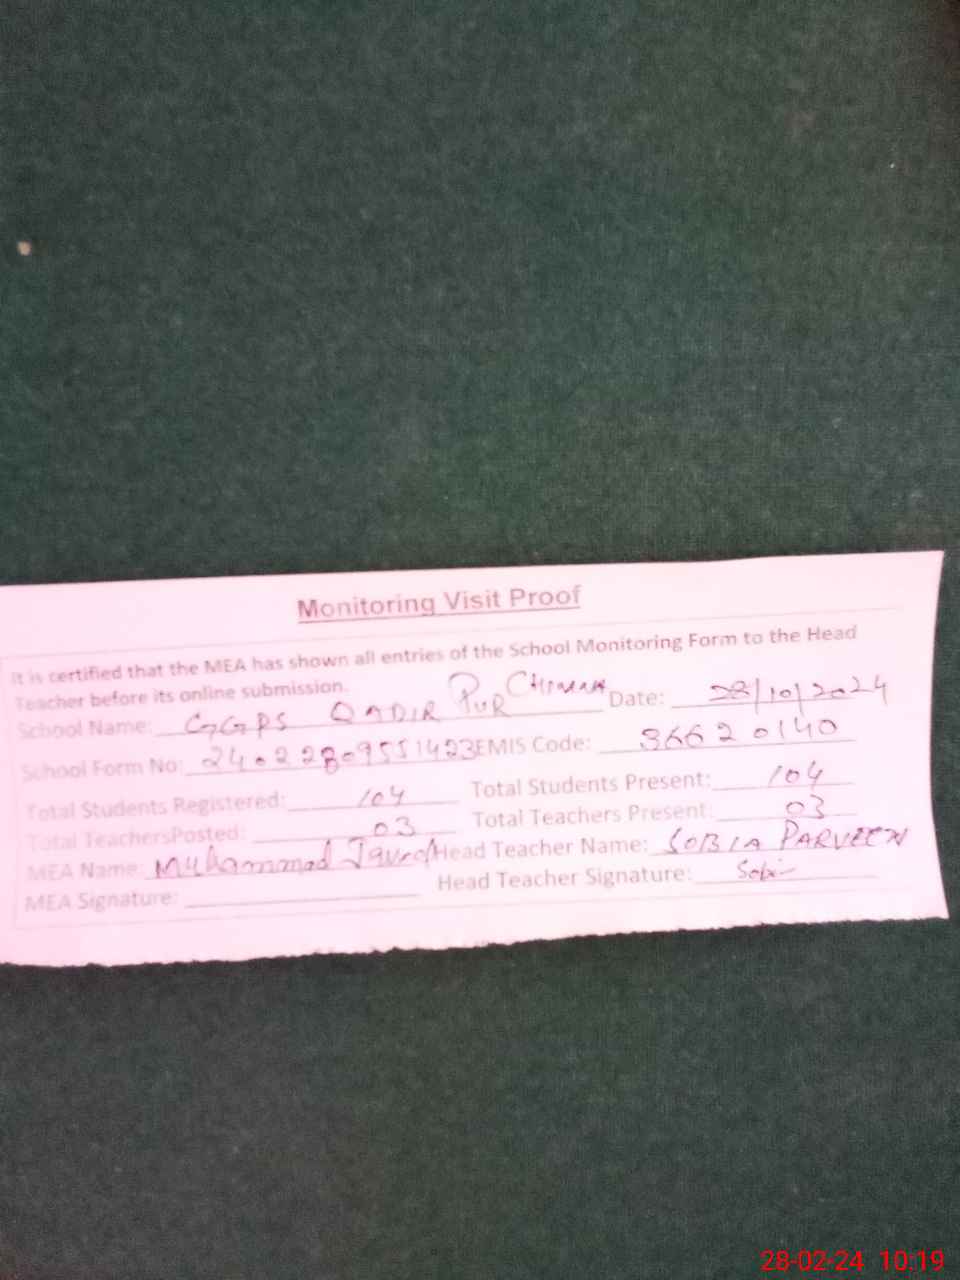 Monitoring Visit Proof
It is certified that the MEA has shown all entries of the School Monitoring Form to the Head
Teacher before its online submission.
School Name: GGPS QADIR PUR Date: 28/10/2024
School Form No: EMIS Code: 36620140
Total Students Registered: 104 Total Students Present: 104
Total TeachersPosted: 03 Total Teachers Present: 03
MEA Name: Muhammad Javed Head Teacher Name: SOBIA PARVEEN
MEA Signature: Head Teacher Signature:
28-02-24 10:19